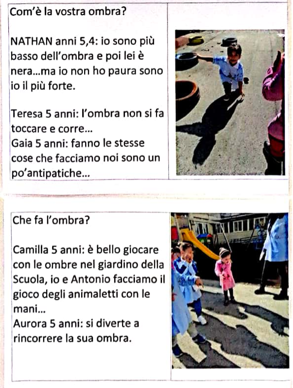 Com'è la vostra ombra?
NATHAN anni 5,4: io sono più
basso dell'ombra e poi lei è
nera…ma io non ho paura sono
io il più forte.
Teresa 5 anni: l'ombra non si fa
toccare e corre…
Gaia 5 anni: fanno le stesse
cose che facciamo noi sono un
po'antipatiche…
Che fa l'ombra?
Camilla 5 anni: è bello giocare
con le ombre nel giardino della
Scuola, io e Antonio facciamo il
gioco degli animaletti con le
mani…
Aurora 5 anni: si diverte a
rincorrere la sua ombra.